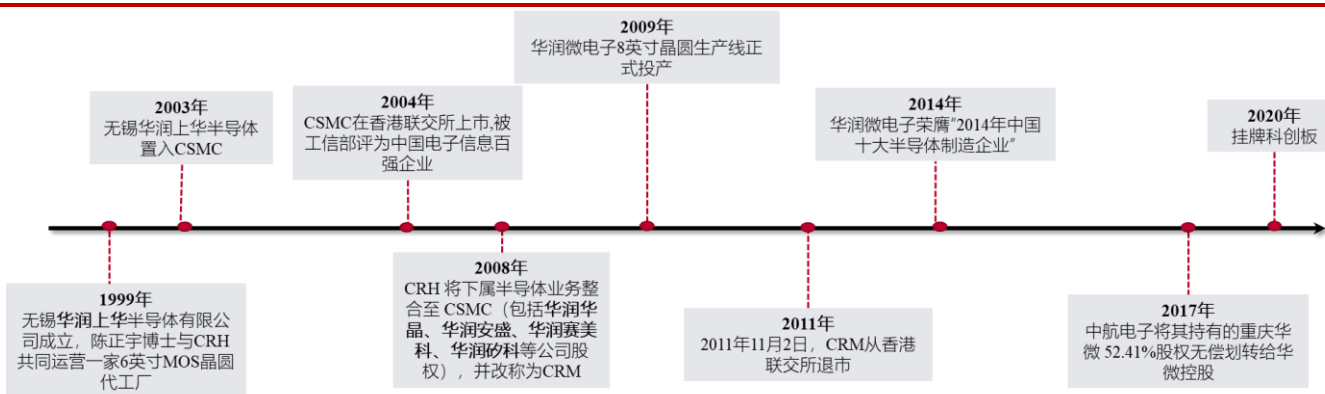 1999年
无锡华润上华半导体有限公
司成立，陈正宇博士与CRH
共同运营一家6英寸MOS晶圆
代工厂
2003年
无锡华润上华半导体
置入CSMC
2004年
CSMC在香港联交所上市,被
工信部评为中国电子信息百
强企业
2008年
CRH 将下属半导体业务整
合至 CSMC（包括华润华
晶、华润安盛、华润赛美
科、华润矽科等公司股
权），并改称为CRM
2009年
华润微电子8英寸晶圆生产线正
式投产
2011年
2011年11月2日，CRM从香港
联交所退市
2014年
华润微电子荣膺“2014年中国
十大半导体制造企业”
2017年
中航电子将其持有的重庆华
微 52.41%股权无偿划转给华
微控股
2020年
挂牌科创板